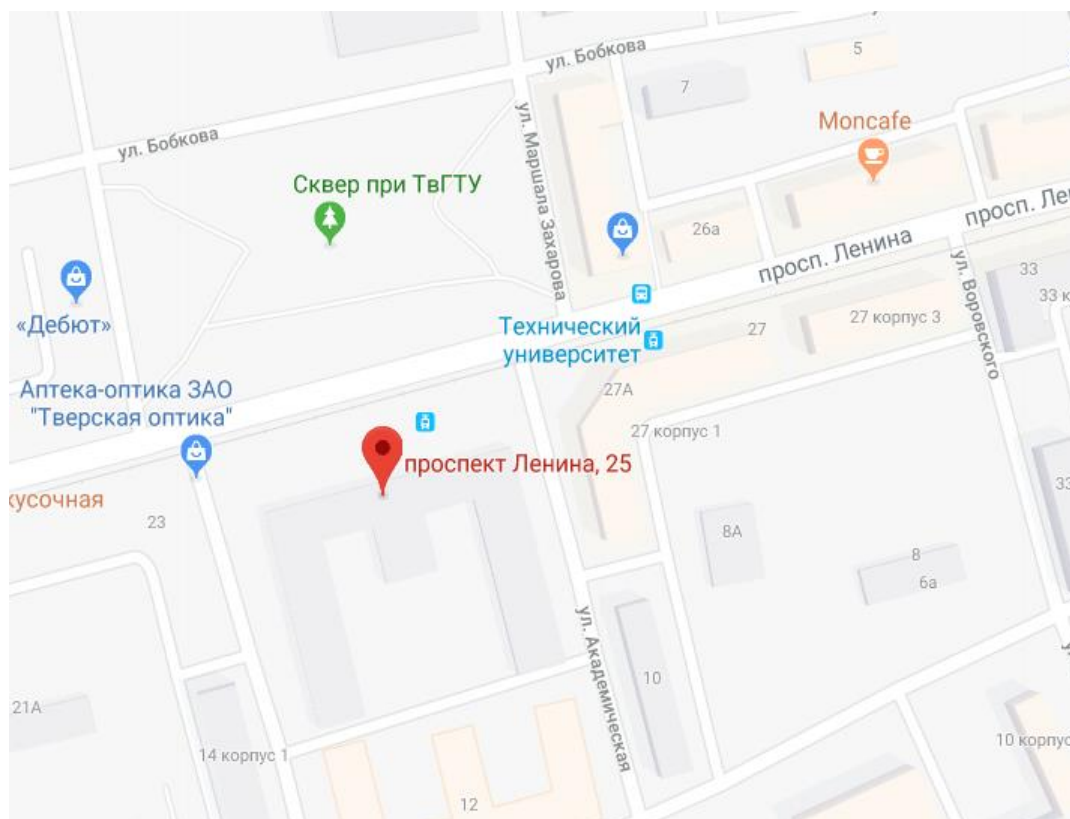 ул. Бобкова
5
7
Moncafe
ул. Маршала Захарова
ул. Бобкова
Сквер при ТвГТУ
26а
просп. Ле
просп. Ленина
ул. Воровского
33
33 к
«Дебют»
Технический
университет
27
27 корпус 3
27А
Аптека-оптика ЗАО
"Тверская оптика"
27 корпус 1
проспект Ленина, 25
кусочная
23
33
8А
8
6а
ул. Академическая
10
21А
14 корпус 1
10 корпус
12